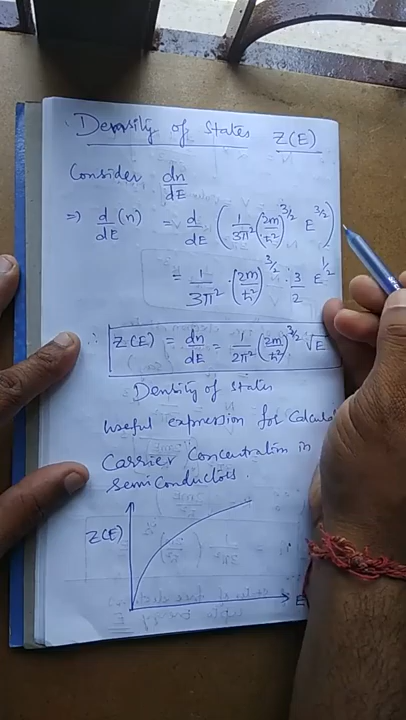 Density of States Z(E)
Consider dn/dE
⇒ d/dE (n) = d/dE (1/3π² (2m/ħ²)^3/2 E^3/2)
= 1/3π² · (2m/ħ²)^3/2 · 3/2 E^1/2
∴ Z(E) = dn/dE = 1/2π² (2m/ħ²)^3/2 √E
Density of States
useful expression for
Carrier Concentration in
Semiconductors.
Z(E)
E